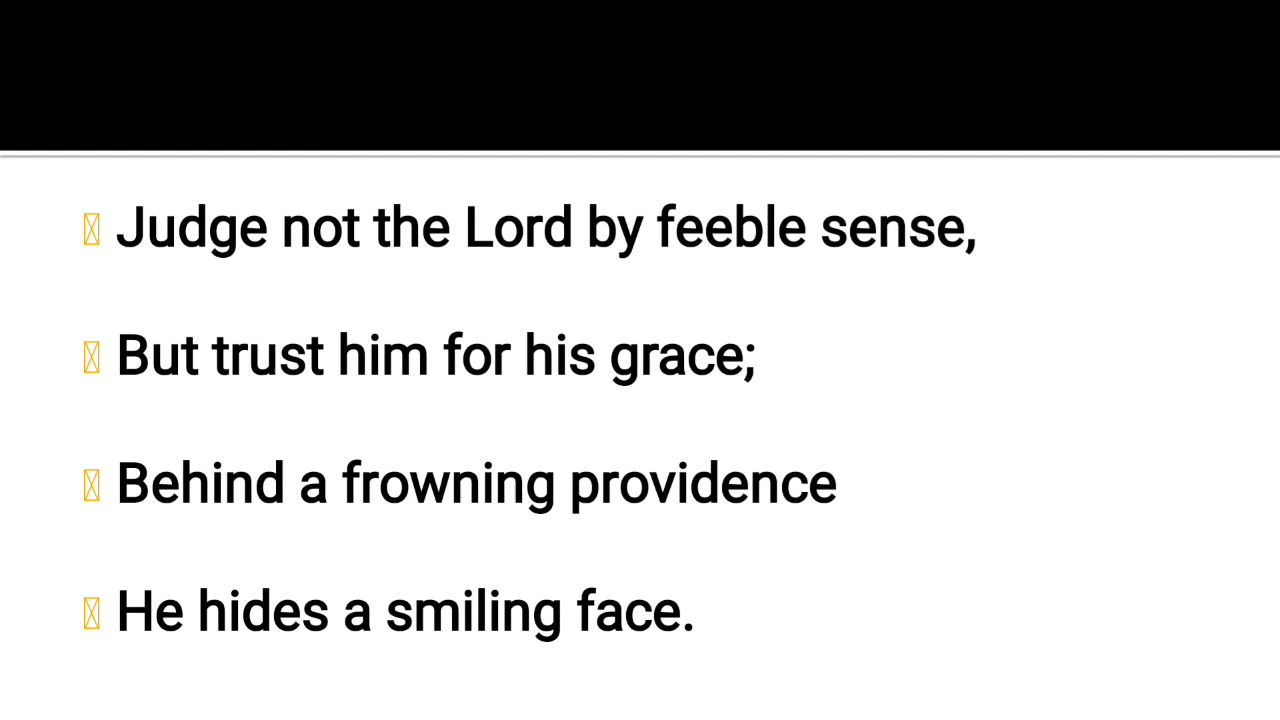 Judge not the Lord by feeble sense,
But trust him for his grace;
Behind a frowning providence
He hides a smiling face.